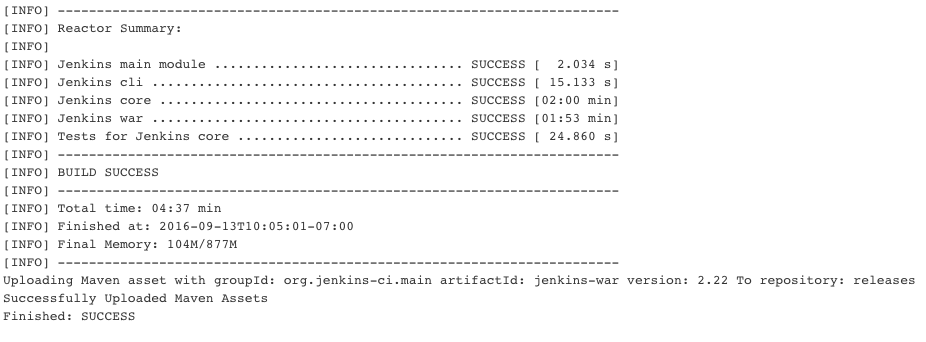 [INFO] ------------------------------------------------------------------------
[INFO] Reactor Summary:
[INFO]
[INFO] Jenkins main module ................................ SUCCESS [  2.034 s]
[INFO] Jenkins cli ........................................ SUCCESS [ 15.133 s]
[INFO] Jenkins core ....................................... SUCCESS [02:00 min]
[INFO] Jenkins war ........................................ SUCCESS [01:53 min]
[INFO] Tests for Jenkins core ............................. SUCCESS [ 24.860 s]
[INFO] ------------------------------------------------------------------------
[INFO] BUILD SUCCESS
[INFO] ------------------------------------------------------------------------
[INFO] Total time: 04:37 min
[INFO] Finished at: 2016-09-13T10:05:01-07:00
[INFO] Final Memory: 104M/877M
[INFO] ------------------------------------------------------------------------
Uploading Maven asset with groupId: org.jenkins-ci.main artifactId: jenkins-war version: 2.22 To repository: releases
Successfully Uploaded Maven Assets
Finished: SUCCESS